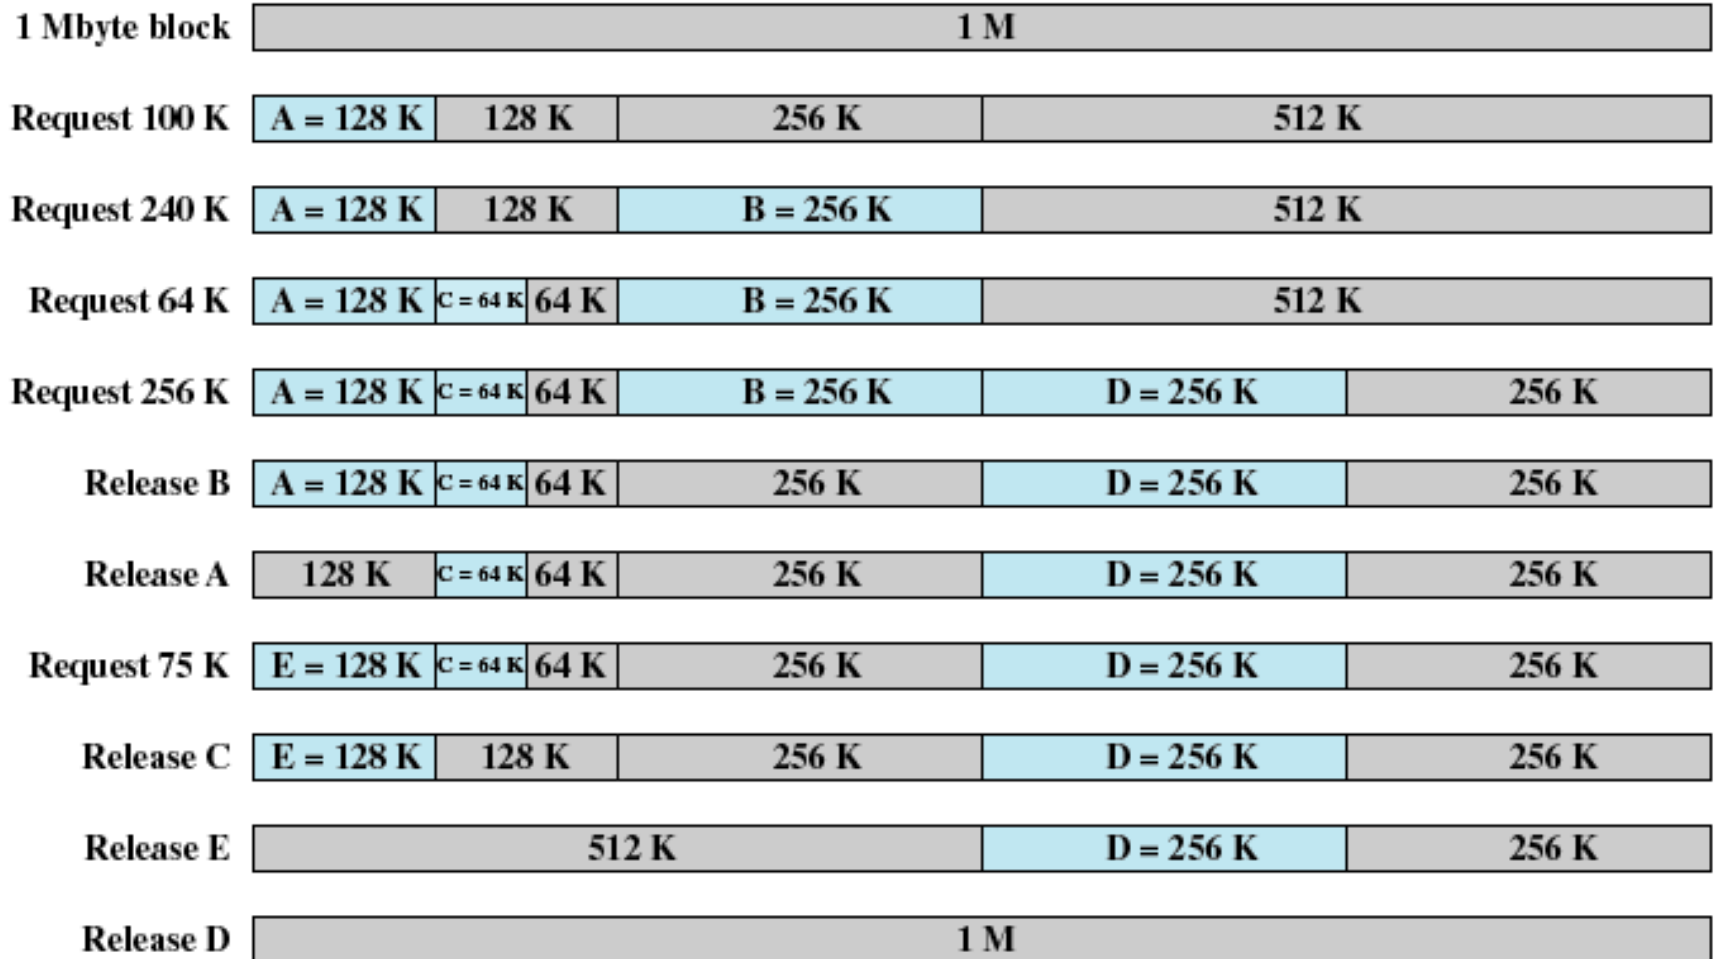 1 Mbyte block 1 M
Request 100 K A = 128 K 128 K 256 K 512 K
Request 240 K A = 128 K 128 K B = 256 K 512 K
Request 64 K A = 128 K C = 64 K 64 K B = 256 K 512 K
Request 256 K A = 128 K C = 64 K 64 K B = 256 K D = 256 K 256 K
Release B A = 128 K C = 64 K 64 K 256 K D = 256 K 256 K
Release A 128 K C = 64 K 64 K 256 K D = 256 K 256 K
Request 75 K E = 128 K C = 64 K 64 K 256 K D = 256 K 256 K
Release C E = 128 K 128 K 256 K D = 256 K 256 K
Release E 512 K D = 256 K 256 K
Release D 1 M